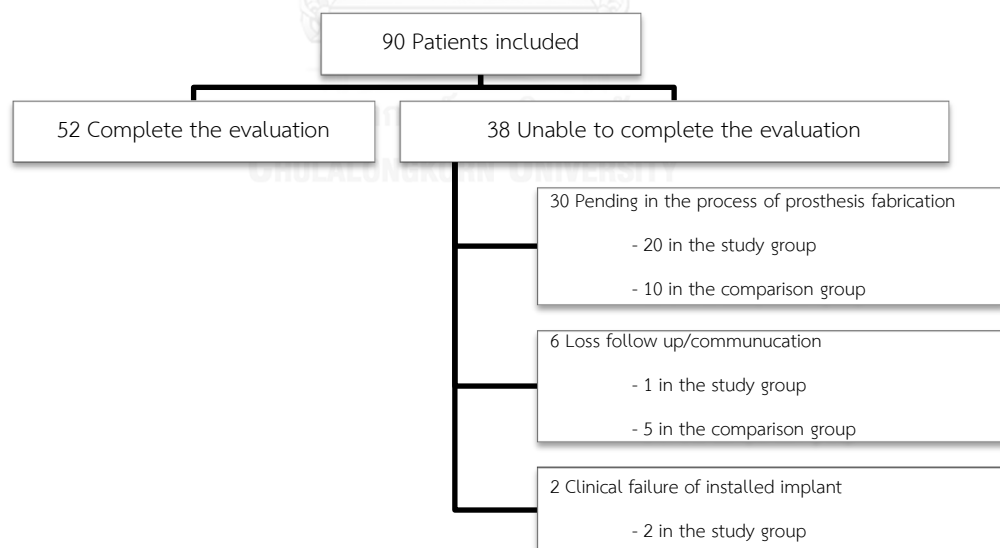 90 Patients included
52 Complete the evaluation
38 Unable to complete the evaluation
CHULALONGKORN UNIVERSITY
30 Pending in the process of prosthesis fabrication
- 20 in the study group
- 10 in the comparison group
6 Loss follow up/communucation
- 1 in the study group
- 5 in the comparison group
2 Clinical failure of installed implant
- 2 in the study group